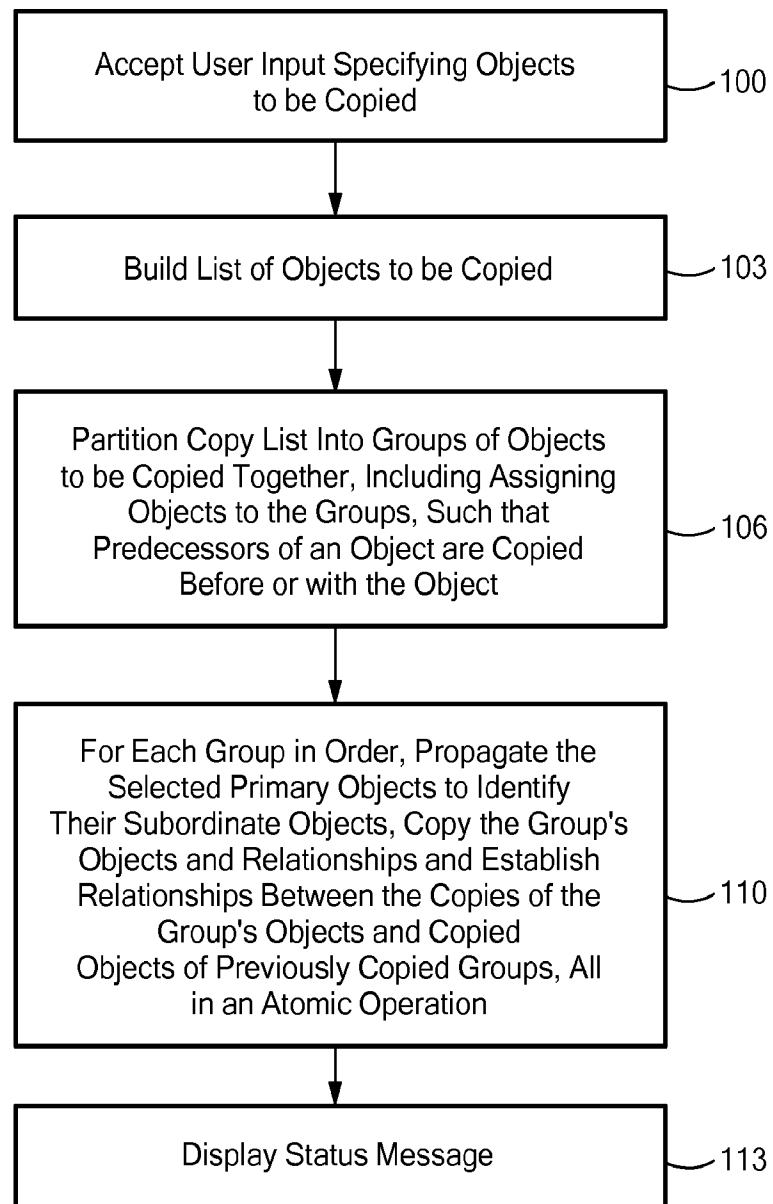 Accept User Input Specifying Objects
to be Copied
100
Build List of Objects to be Copied
103
Partition Copy List Into Groups of Objects
to be Copied Together, Including Assigning
Objects to the Groups, Such that
Predecessors of an Object are Copied
Before or with the Object
106
For Each Group in Order, Propagate the
Selected Primary Objects to Identify
Their Subordinate Objects, Copy the Group's
Objects and Relationships and Establish
Relationships Between the Copies of the
Group's Objects and Copied
Objects of Previously Copied Groups, All
in an Atomic Operation
110
Display Status Message
113